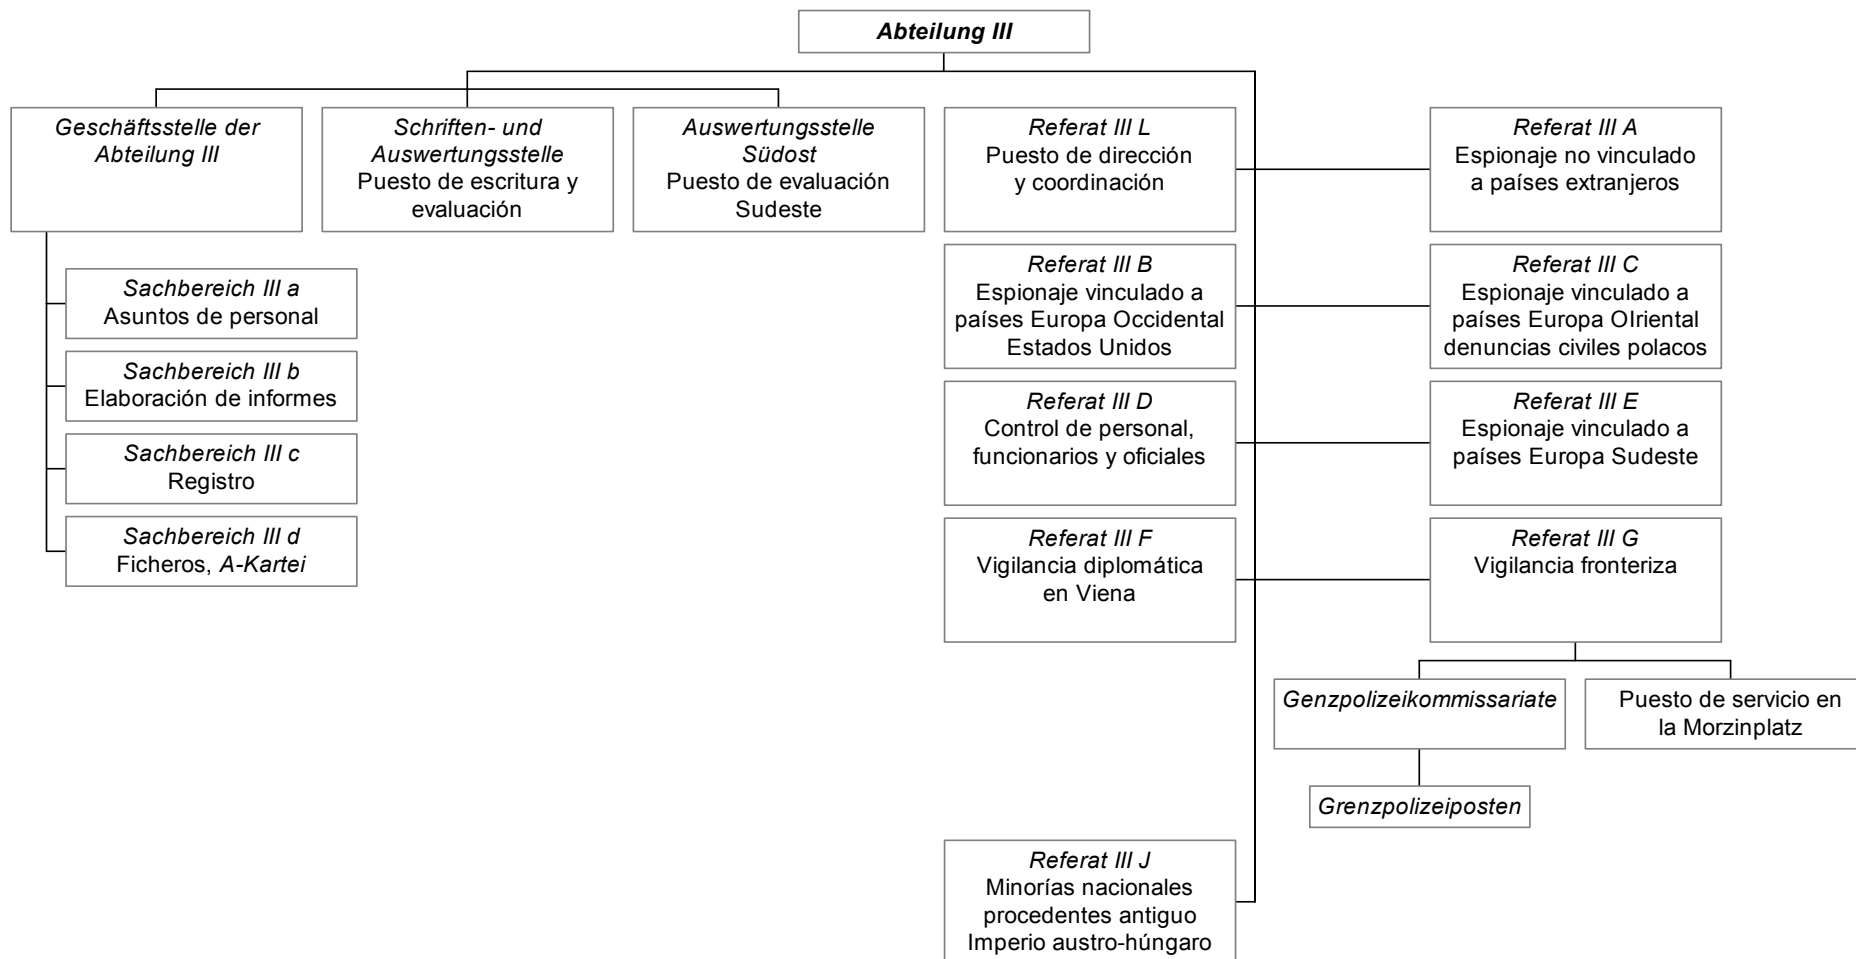 Abteilung III
Geschäftsstelle der
Abteilung III
Schriften- und
Auswertungsstelle
Puesto de escritura y
evaluación
Auswertungsstelle
Südost
Puesto de evaluación
Sudeste
Referat III L
Puesto de dirección
y coordinación
Referat III A
Espionaje no vinculado
a países extranjeros
Sachbereich III a
Asuntos de personal
Sachbereich III b
Elaboración de informes
Sachbereich III c
Registro
Sachbereich III d
Ficheros, A-Kartei
Referat III B
Espionaje vinculado a
países Europa Occidental
Estados Unidos
Referat III C
Espionaje vinculado a
países Europa OIriental
denuncias civiles polacos
Referat III D
Control de personal,
funcionarios y oficiales
Referat III E
Espionaje vinculado a
países Europa Sudeste
Referat III F
Vigilancia diplomática
en Viena
Referat III G
Vigilancia fronteriza
Genzpolizeikommissariate
Puesto de servicio en
la Morzinplatz
Grenzpolizeiposten
Referat III J
Minorías nacionales
procedentes antiguo
Imperio austro-húngaro